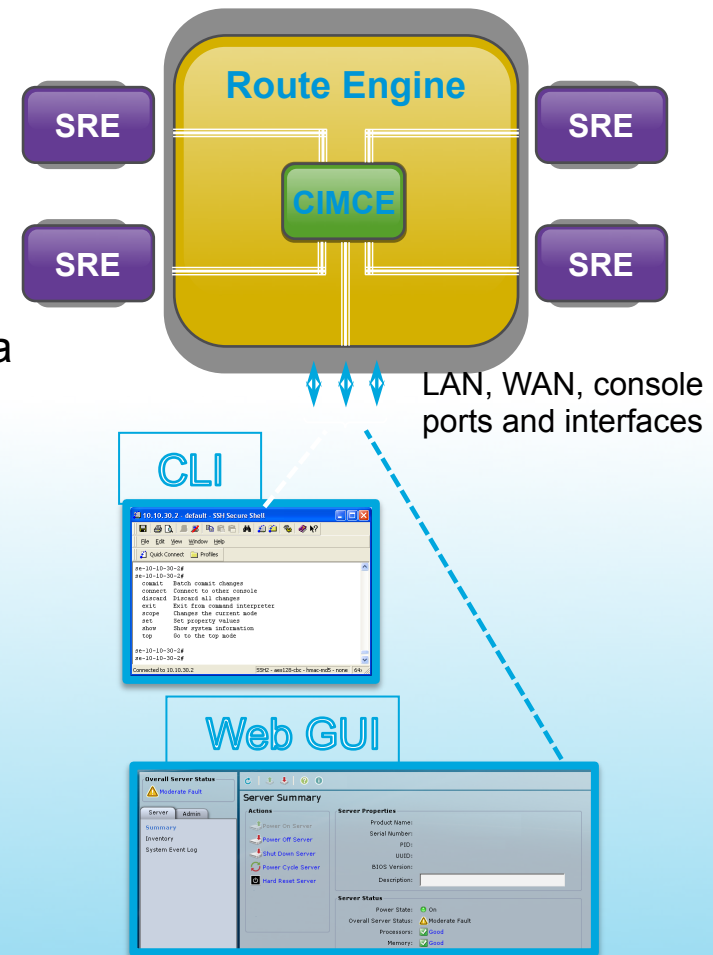 Route Engine
SRE
SRE
CIMCE
SRE
SRE
a
LAN, WAN, console
ports and interfaces
CLI
10.10.30.2 - default - SSH Secure Shell
File Edit View Window Help
Quick Connect Profiles
se-10-10-30-2#
se-10-10-30-2#
commit Batch commit changes
connect Connect to other console
discard Discard all changes
exit Exit from command interpreter
scope Changes the current mode
set Set property values
show Show system information
top Go to the top mode
se-10-10-30-2#
se-10-10-30-2#
Connected to 10.10.30.2 SSH2 - aes128-cbc - hmac-md5 - none
Web GUI
Overall Server Status
Moderate Fault
Server Admin
Summary
Inventory
System Event Log
Server Summary
Actions
Power On Server
Power Off Server
Shut Down Server
Power Cycle Server
Hard Reset Server
Server Properties
Product Name:
Serial Number:
PID:
UUID:
BIOS Version:
Description:
Server Status
Power State: On
Overall Server Status: Moderate Fault
Processors: Good
Memory: Good